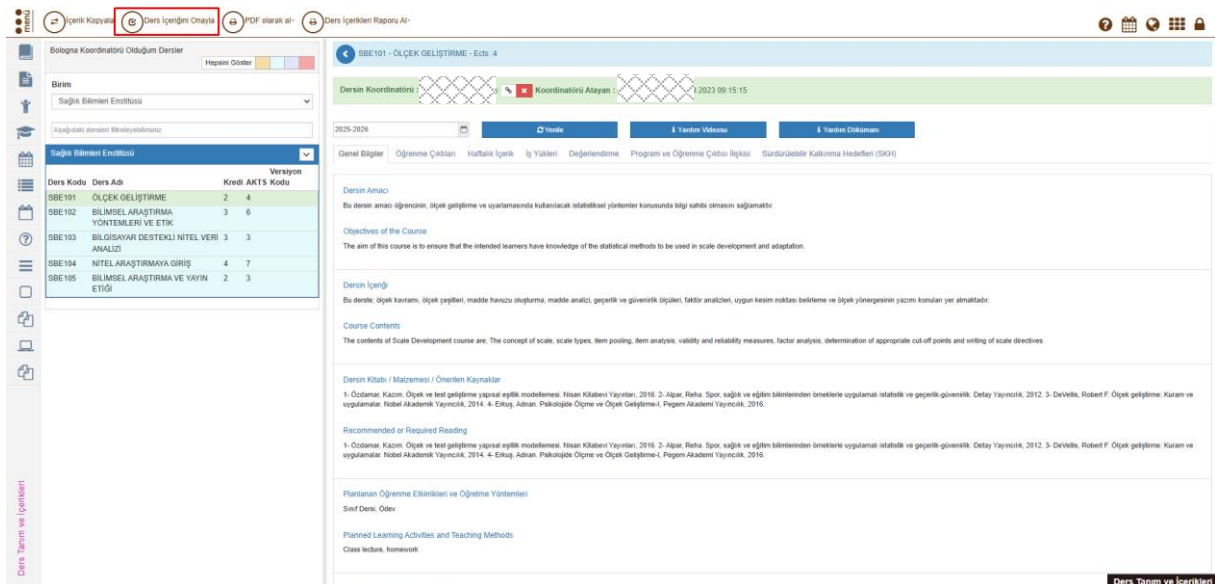 menü
İçerik Kopyala
Ders İçeriğini Onayla
PDF olarak al-
Ders İçerikleri Raporu Al-
Bologna Koordinatörü Olduğum Dersler
Hepsini Göster
Birim
Sağlık Bilimleri Enstitüsü
Aşağıdaki dersleri filtreleyebilirsiniz
Sağlık Bilimleri Enstitüsü
Ders Kodu Ders Adı Kredi AKTS Versiyon Kodu
SBE101 ÖLÇEK GELİŞTİRME 2 4
SBE102 BİLİMSEL ARAŞTIRMA 3 6
YÖNTEMLERİ VE ETİK
SBE103 BİLGİSAYAR DESTEKLİ NİTEL VERİ 3 3
ANALİZİ
SBE104 NİTEL ARAŞTIRMAYA GİRİŞ 4 7
SBE105 BİLİMSEL ARAŞTIRMA VE YAYIN 2 3
ETİĞİ
Ders Tanım ve İçerikleri
SBE101 - ÖLÇEK GELİŞTİRME - Ects :4
Dersin Koordinatörü : Koordinatörü Atayan : 2023 09:15:15
2025-2026
Yenile
Yardım Videosu
Yardım Dökümanı
Genel Bilgiler Öğrenme Çıktıları Haftalık İçerik İş Yükleri Değerlendirme Program ve Öğrenme Çıktısı İlişkisi Sürdürülebilir Kalkınma Hedefleri (SKH)
Dersin Amacı
Bu dersin amacı öğrencinin, ölçek geliştirme ve uyarlamasında kullanılacak istatistiksel yöntemler konusunda bilgi sahibi olmasını sağlamaktır.
Objectives of the Course
The aim of this course is to ensure that the intended learners have knowledge of the statistical methods to be used in scale development and adaptation.
Dersin İçeriği
Bu derste; ölçek kavramı, ölçek çeşitleri, madde havuzu oluşturma, madde analizi, geçerlik ve güvenirlik ölçüleri, faktör analizleri, uygun kesim noktası belirleme ve ölçek yönergesinin yazımı konuları yer almaktadır.
Course Contents
The contents of Scale Development course are; The concept of scale, scale types, item pooling, item analysis, validity and reliability measures, factor analysis, determination of appropriate cut-off points and writing of scale directives.
Dersin Kitabı / Malzemesi / Önerilen Kaynaklar
1- Özdamar, Kazım. Ölçek ve test geliştirme yapısal eşitlik modellemesi. Nisan Kitabevi Yayınları, 2016. 2- Alpar, Reha. Spor, sağlık ve eğitim bilimlerinden örneklerle uygulamalı istatistik ve geçerlik-güvenirlik. Detay Yayıncılık, 2012. 3- DeVellis, Robert F. Ölçek geliştirme: Kuram ve
uygulamalar. Nobel Akademik Yayıncılık, 2014. 4- Erkuş, Adnan. Psikolojide Ölçme ve Ölçek Geliştirme-I, Pegem Akademi Yayıncılık, 2016.
Recommended or Required Reading
1- Özdamar, Kazım. Ölçek ve test geliştirme yapısal eşitlik modellemesi. Nisan Kitabevi Yayınları, 2016. 2- Alpar, Reha. Spor, sağlık ve eğitim bilimlerinden örneklerle uygulamalı istatistik ve geçerlik-güvenirlik. Detay Yayıncılık, 2012. 3- DeVellis, Robert F. Ölçek geliştirme: Kuram ve
uygulamalar. Nobel Akademik Yayıncılık, 2014. 4- Erkuş, Adnan. Psikolojide Ölçme ve Ölçek Geliştirme-I, Pegem Akademi Yayıncılık, 2016.
Planlanan Öğrenme Etkinlikleri ve Öğretme Yöntemleri
Sınıf Dersi, Ödev
Planned Learning Activities and Teaching Methods
Class lecture, homework
Ders Tanım ve İçerikleri